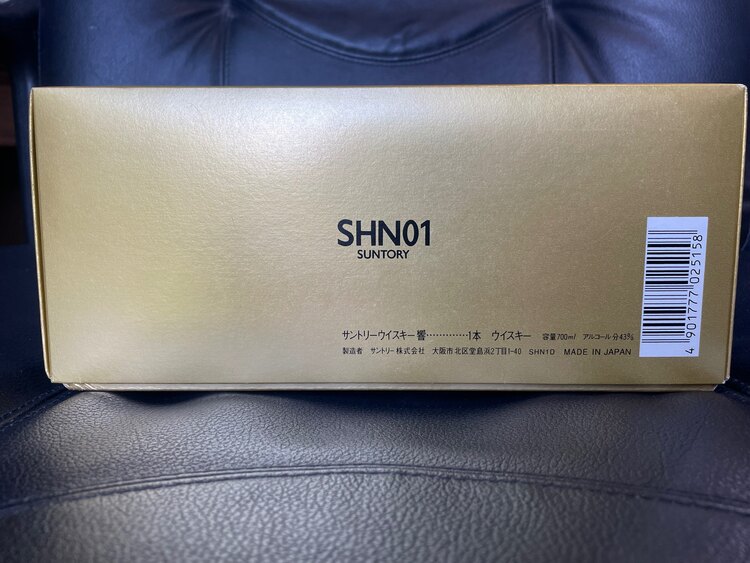 SHN01
SUNTORY
サントリーウイスキー響‥‥‥‥‥1本 ウイスキー 容量700ml アルコール分43%
製造者 サントリー株式会社 大阪市北区堂島浜2丁目1-40 SHN1D MADE IN JAPAN
4 901777 025158